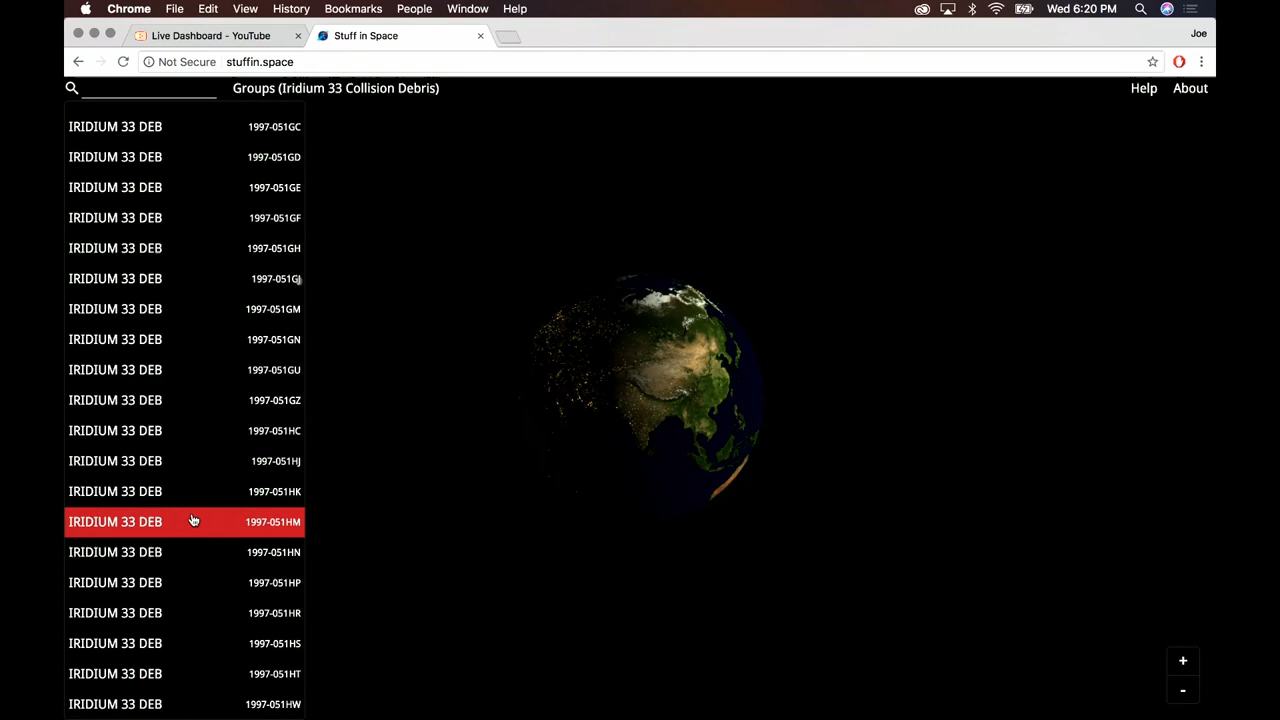 Chrome File Edit View History Bookmarks People Window Help Wed 6:20 PM
Live Dashboard - YouTube Stuff in Space Joe
Not Secure stuffin.space
Groups (Iridium 33 Collision Debris) Help About
IRIDIUM 33 DEB 1997-051GC
IRIDIUM 33 DEB 1997-051GD
IRIDIUM 33 DEB 1997-051GE
IRIDIUM 33 DEB 1997-051GF
IRIDIUM 33 DEB 1997-051GH
IRIDIUM 33 DEB 1997-051GJ
IRIDIUM 33 DEB 1997-051GM
IRIDIUM 33 DEB 1997-051GN
IRIDIUM 33 DEB 1997-051GU
IRIDIUM 33 DEB 1997-051GZ
IRIDIUM 33 DEB 1997-051HC
IRIDIUM 33 DEB 1997-051HJ
IRIDIUM 33 DEB 1997-051HK
IRIDIUM 33 DEB 1997-051HM
IRIDIUM 33 DEB 1997-051HN
IRIDIUM 33 DEB 1997-051HP
IRIDIUM 33 DEB 1997-051HR
IRIDIUM 33 DEB 1997-051HS
IRIDIUM 33 DEB 1997-051HT
IRIDIUM 33 DEB 1997-051HW
+
-